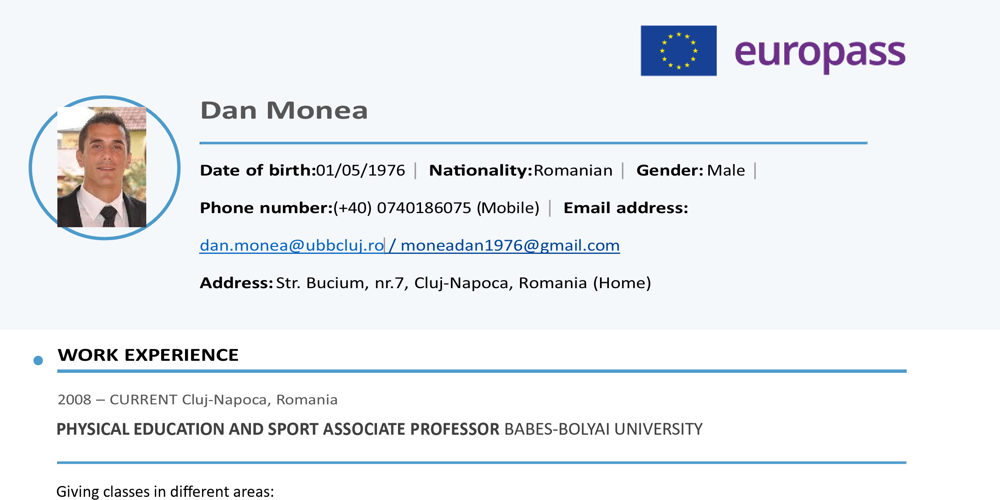 europass
Dan Monea
Date of birth:01/05/1976 | Nationality:Romanian | Gender: Male |
Phone number:(+40) 0740186075 (Mobile) | Email address:
dan.monea@ubbcluj.ro| / moneadan1976@gmail.com
Address: Str. Bucium, nr.7, Cluj-Napoca, Romania (Home)
WORK EXPERIENCE
2008 – CURRENT Cluj-Napoca, Romania
PHYSICAL EDUCATION AND SPORT ASSOCIATE PROFESSOR BABES-BOLYAI UNIVERSITY
Giving classes in different areas: